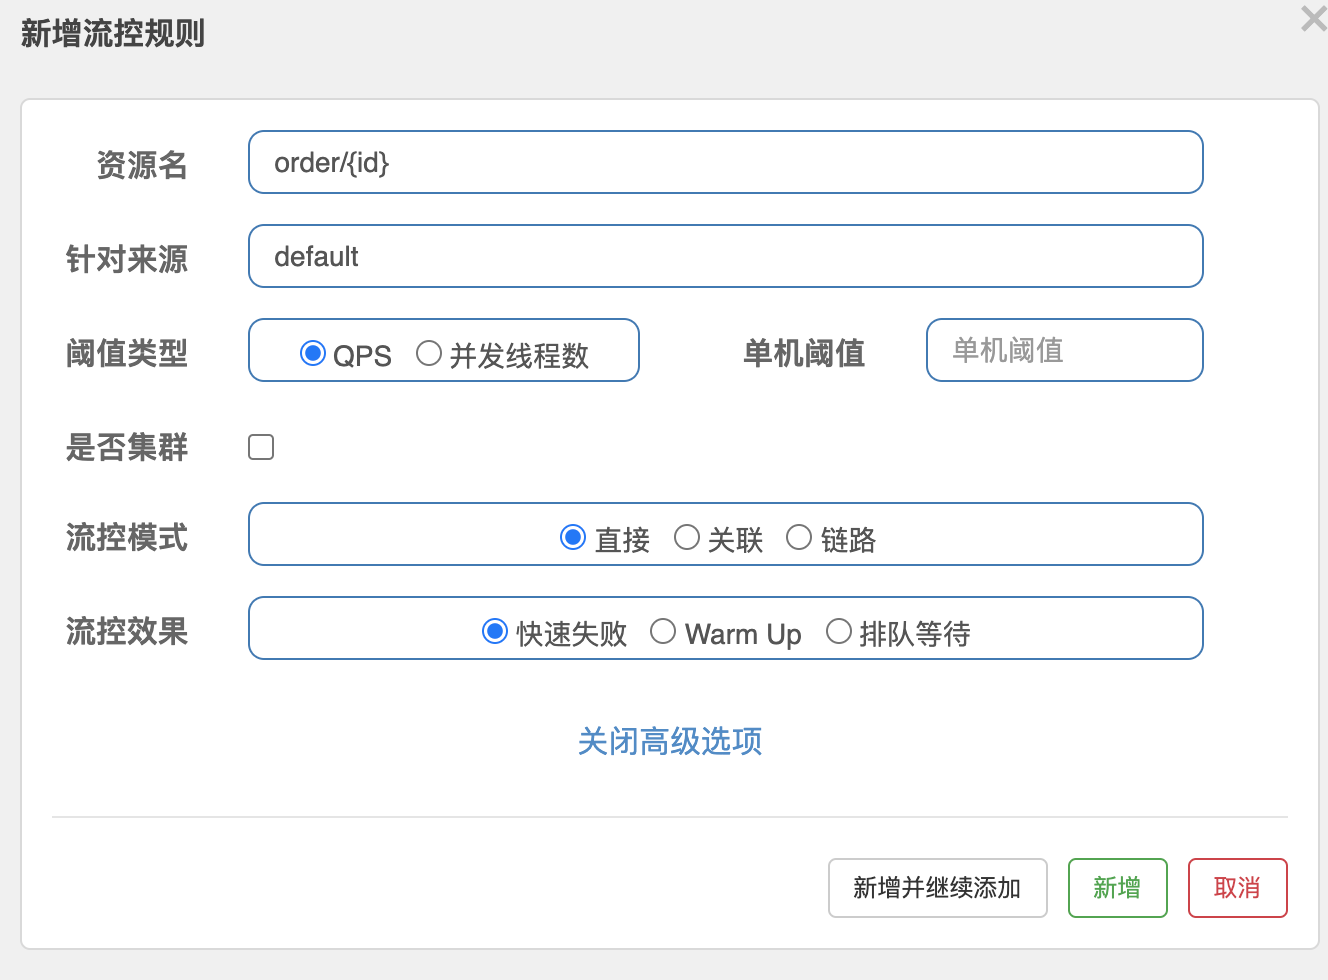 新增流控规则
×
资源名 order/{id}
针对来源 default
阈值类型 QPS 并发线程数 单机阈值 单机阈值
是否集群
流控模式 直接 关联 链路
流控效果 快速失败 Warm Up 排队等待
关闭高级选项
新增并继续添加 新增 取消